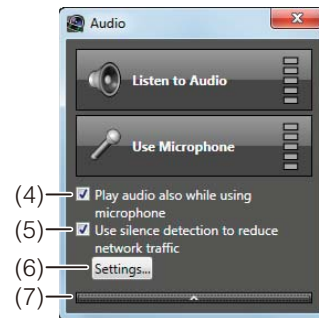 Audio
Listen to Audio
Use Microphone
(4) Play audio also while using
microphone
(5) Use silence detection to reduce
network traffic
(6) Settings...
(7)